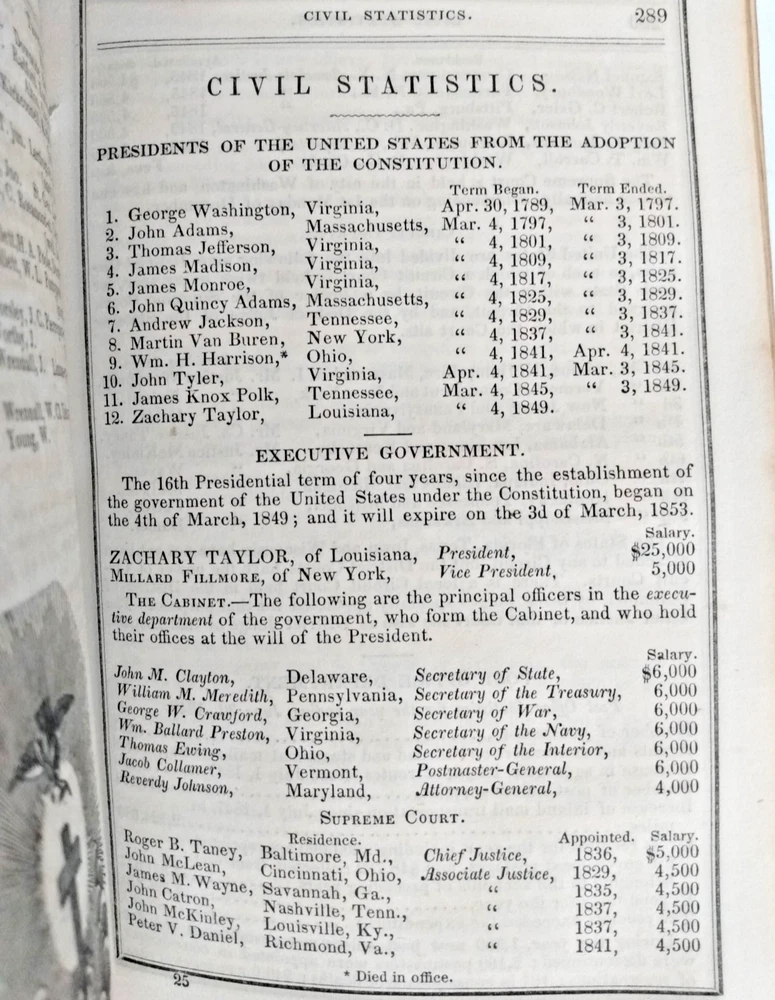 CIVIL STATISTICS. 289
CIVIL STATISTICS.
PRESIDENTS OF THE UNITED STATES FROM THE ADOPTION
OF THE CONSTITUTION.
Term Began. Term Ended.
1. George Washington, Virginia, Apr. 30, 1789, Mar. 3, 1797.
2. John Adams, Massachusetts, Mar. 4, 1797, “ 3, 1801.
3. Thomas Jefferson, Virginia, “ 4, 1801, “ 3, 1809.
4. James Madison, Virginia, “ 4, 1809, “ 3, 1817.
5. James Monroe, Virginia, “ 4, 1817, “ 3, 1825.
6. John Quincy Adams, Massachusetts, “ 4, 1825, “ 3, 1829.
7. Andrew Jackson, Tennessee, “ 4, 1829, “ 3, 1837.
8. Martin Van Buren, New York, “ 4, 1837, “ 3, 1841.
9. Wm. H. Harrison,* Ohio, “ 4, 1841, Apr. 4, 1841.
10. John Tyler, Virginia, Apr. 4, 1841, Mar. 3, 1845.
11. James Knox Polk, Tennessee, Mar. 4, 1845, “ 3, 1849.
12. Zachary Taylor, Louisiana, “ 4, 1849.
EXECUTIVE GOVERNMENT.
The 16th Presidential term of four years, since the establishment of
the government of the United States under the Constitution, began on
the 4th of March, 1849; and it will expire on the 3d of March, 1853.
Salary.
ZACHARY TAYLOR, of Louisiana, President, $25,000
MILLARD FILLMORE, of New York, Vice President, 5,000
THE CABINET.—The following are the principal officers in the execu-
tive department of the government, who form the Cabinet, and who hold
their offices at the will of the President.
Salary.
John M. Clayton, Delaware, Secretary of State, $6,000
William M. Meredith, Pennsylvania, Secretary of the Treasury, 6,000
George W. Crawford, Georgia, Secretary of War, 6,000
Wm. Ballard Preston, Virginia, Secretary of the Navy, 6,000
Thomas Ewing, Ohio, Secretary of the Interior, 6,000
Jacob Collamer, Vermont, Postmaster-General, 6,000
Reverdy Johnson, Maryland, Attorney-General, 4,000
SUPREME COURT.
Residence. Appointed. Salary.
Roger B. Taney, Baltimore, Md., Chief Justice, 1836, $5,000
John McLean, Cincinnati, Ohio, Associate Justice, 1829, 4,500
James M. Wayne, Savannah, Ga., “ 1835, 4,500
John Catron, Nashville, Tenn., “ 1837, 4,500
John McKinley, Louisville, Ky., “ 1837, 4,500
Peter V. Daniel, Richmond, Va., “ 1841, 4,500
* Died in office.
25